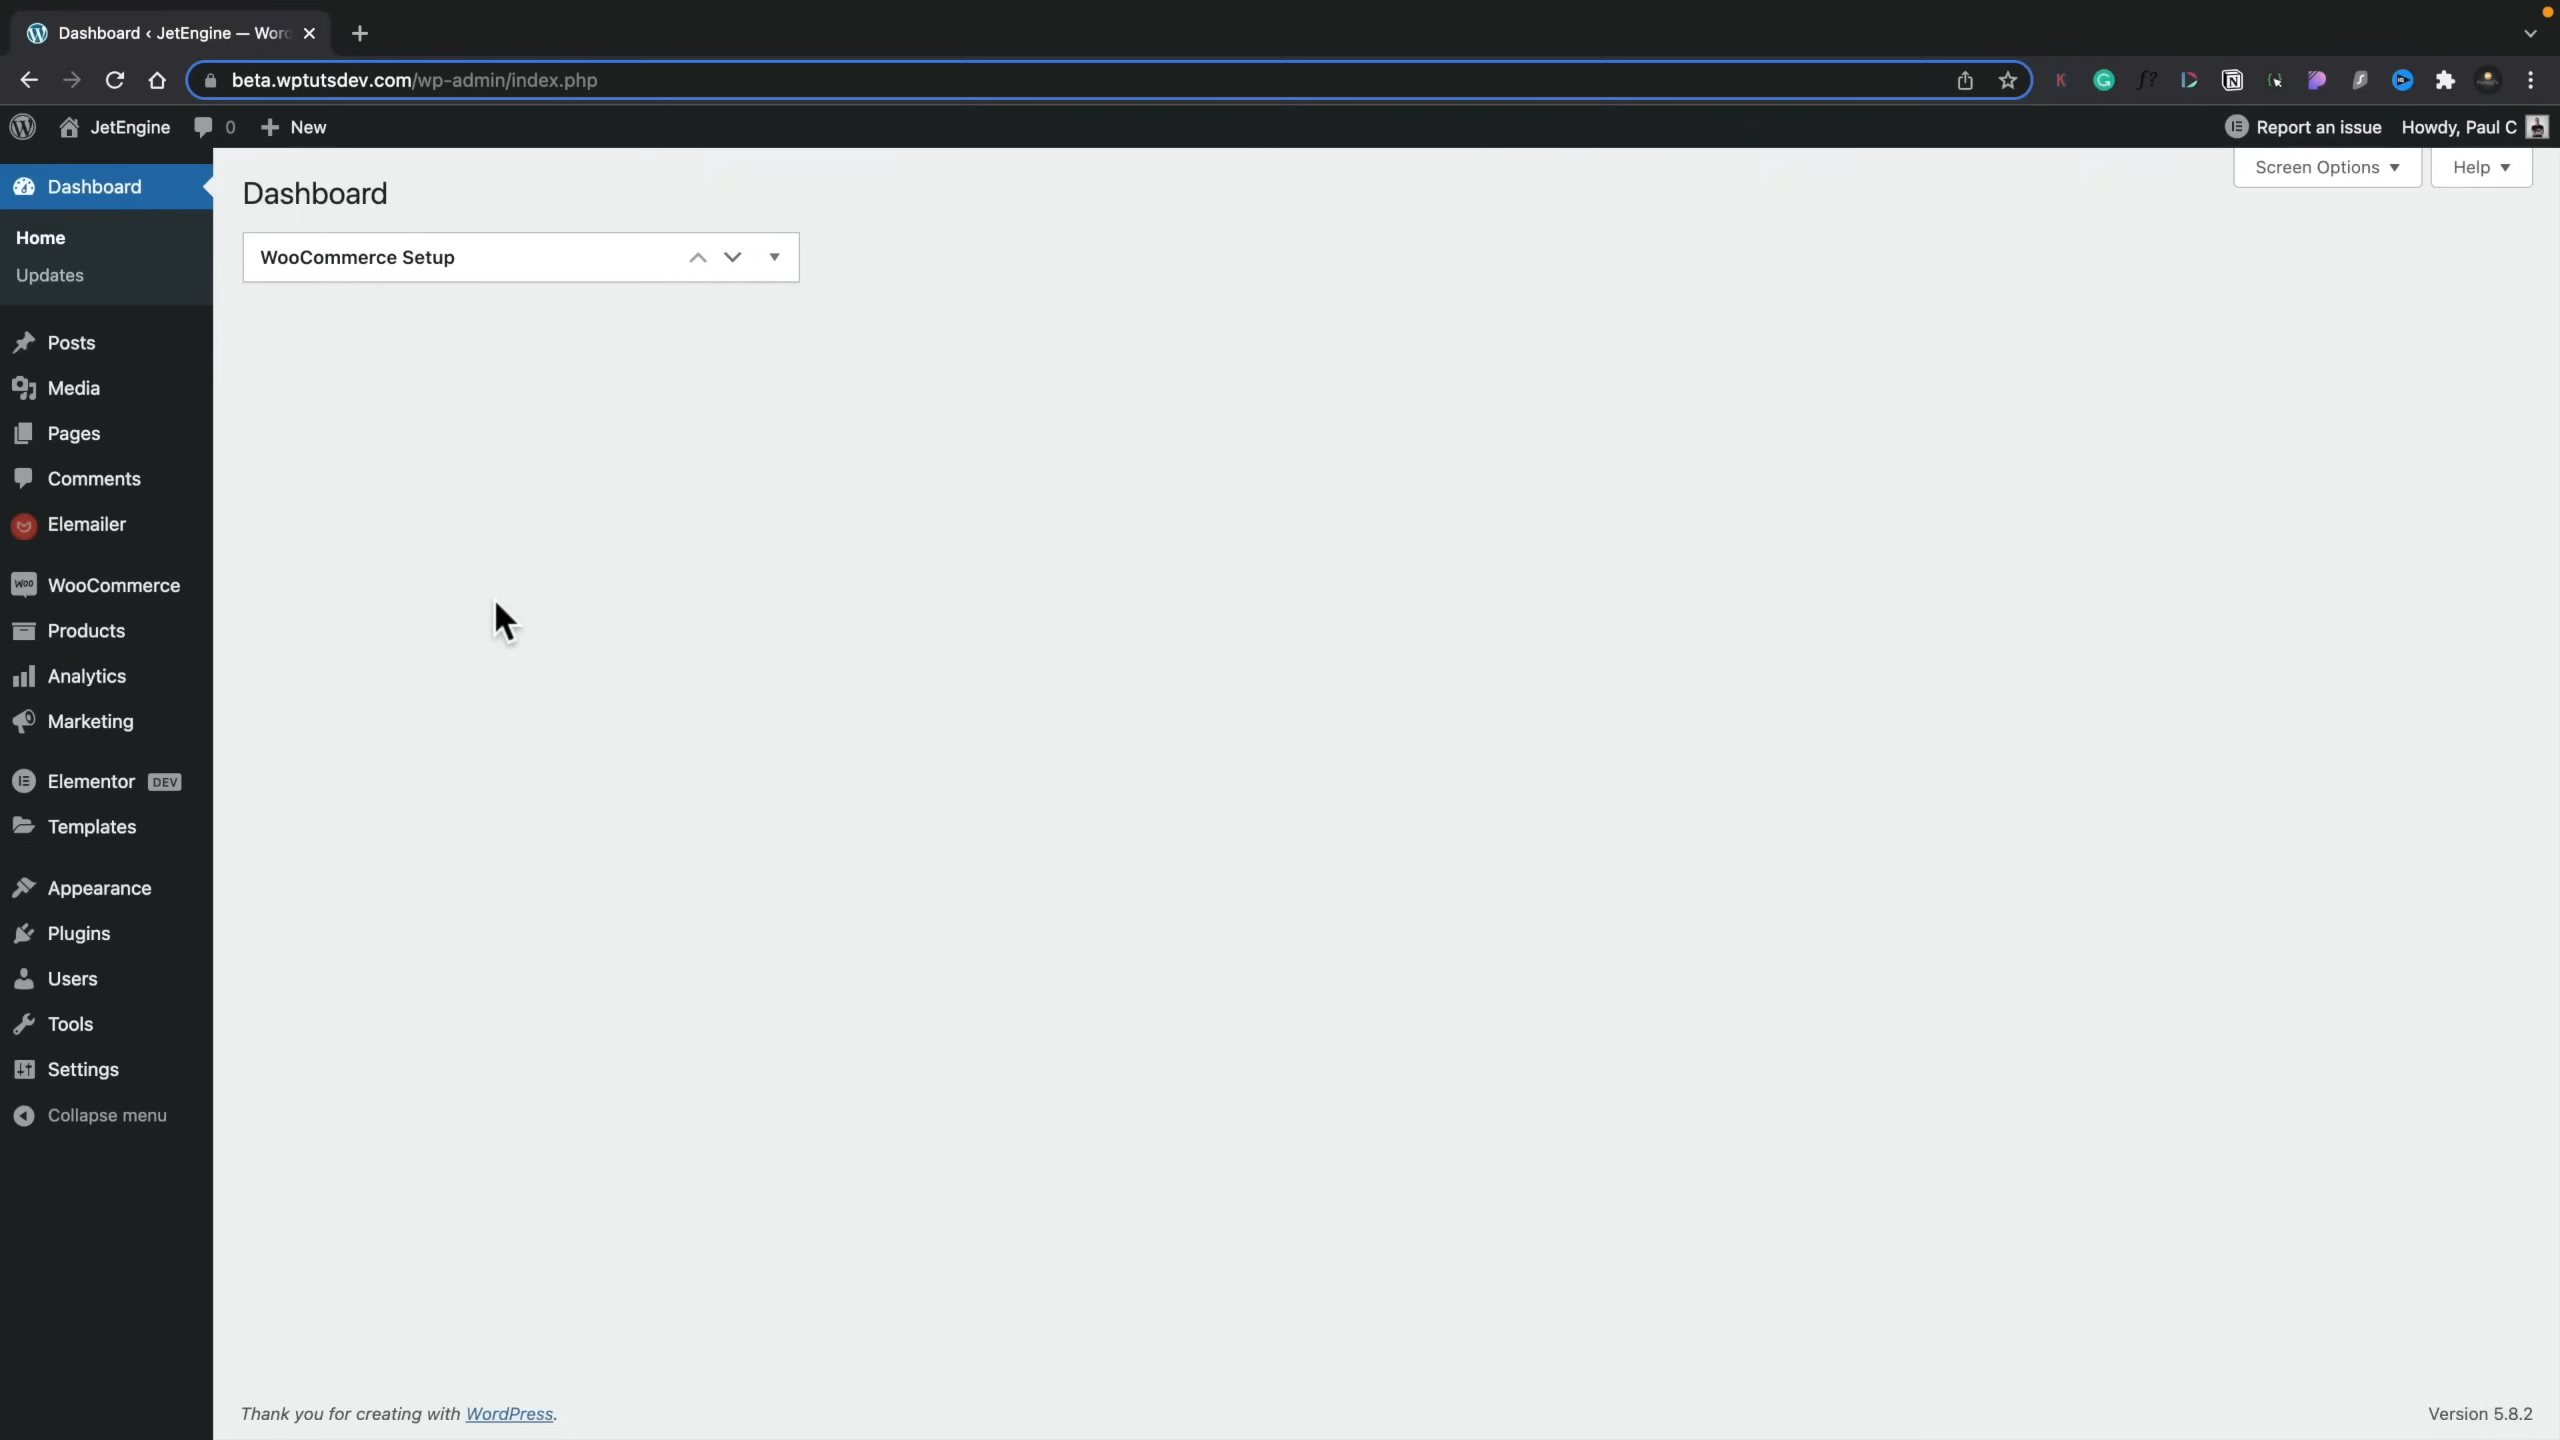 Dashboard ‹ JetEngine — Word
beta.wptutsdev.com/wp-admin/index.php
JetEngine 0 New
Report an issue Howdy, Paul C
Screen Options Help
Dashboard
Home
Updates
Posts
Media
Pages
Comments
Elemailer
WooCommerce
Products
Analytics
Marketing
Elementor DEV
Templates
Appearance
Plugins
Users
Tools
Settings
Collapse menu
Dashboard
WooCommerce Setup
Thank you for creating with WordPress.
Version 5.8.2